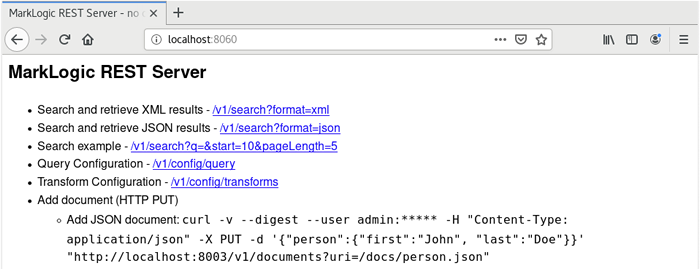 MarkLogic REST Server - no
localhost:8060
MarkLogic REST Server
Search and retrieve XML results - /v1/search?format=xml
Search and retrieve JSON results - /v1/search?format=json
Search example - /v1/search?q=&start=10&pageLength=5
Query Configuration - /v1/config/query
Transform Configuration - /v1/config/transforms
Add document (HTTP PUT)
Add JSON document: curl -v --digest --user admin:***** -H "Content-Type:
application/json" -X PUT -d '{"person":{"first":"John", "last":"Doe"}}'
"http://localhost:8003/v1/documents?uri=/docs/person.json"